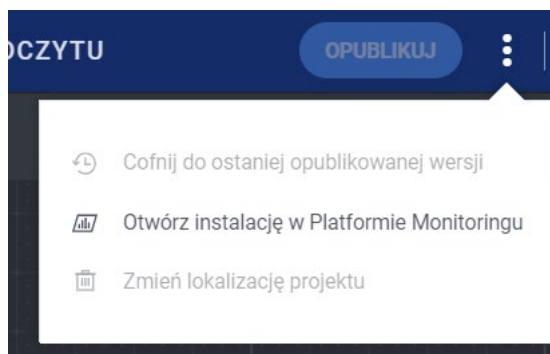 OCZYTU
OPUBLIKUJ
Cofnij do ostaniej opublikowanej wersji
Otwórz instalację w Platformie Monitoringu
Zmień lokalizację projektu